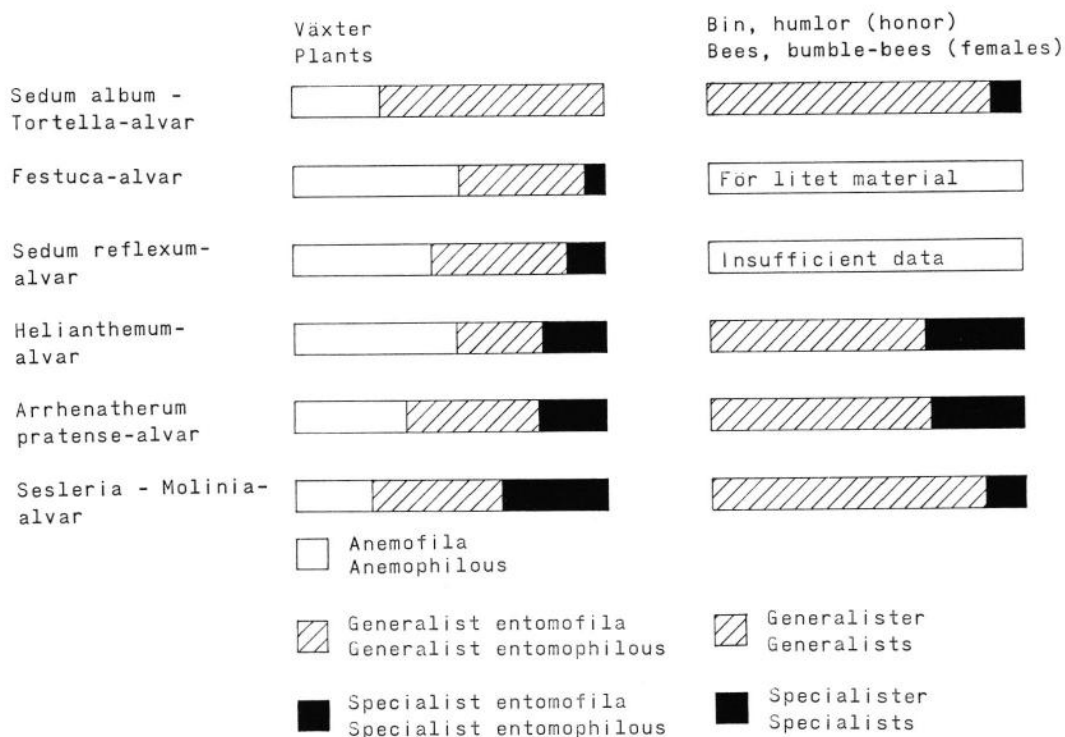 Växter
Plants
Bin, humlor (honor)
Bees, bumble-bees (females)
Sedum album -
Tortella-alvar
Festuca-alvar
För litet material
Sedum reflexum-
alvar
Insufficient data
Helianthemum-
alvar
Arrhenatherum
pratense-alvar
Sesleria - Molinia-
alvar
Anemofila
Anemophilous
Generalist entomofila
Generalist entomophilous
Generalister
Generalists
Specialist entomofila
Specialist entomophilous
Specialister
Specialists